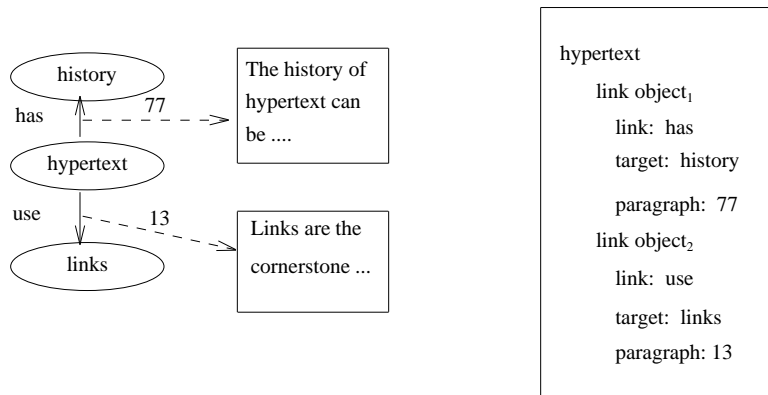 history
has
77
hypertext
use
13
links
The history of
hypertext can
be ....
Links are the
cornerstone ...
hypertext
link object₁
link: has
target: history
paragraph: 77
link object₂
link: use
target: links
paragraph: 13